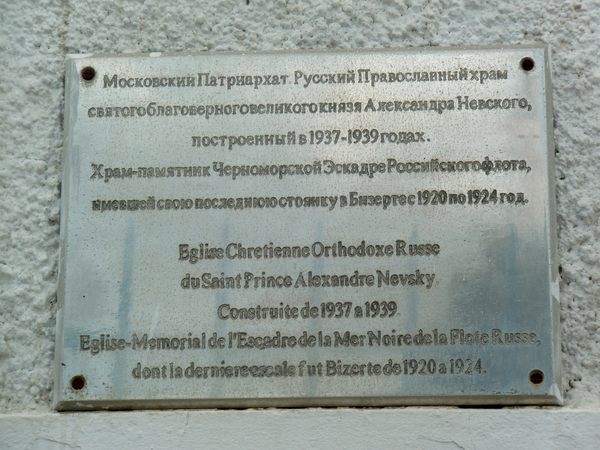 Московский Патриархат. Русский Православный храм
святого благоверного великого князя Александра Невского,
построенный в 1937-1939 годах.
Храм-памятник Черноморской Эскадре Российского флота,
имевшей свою последнюю стоянку в Бизерте с 1920 по 1924 год.
Eglise Chretienne Orthodoxe Russe
du Saint Prince Alexandre Nevsky
Construite de 1937 a 1939
Eglise-Memorial de l'Escadre de la Mer Noire de la Flote Russe,
dont la derniere escale fut Bizerte de 1920 a 1924.